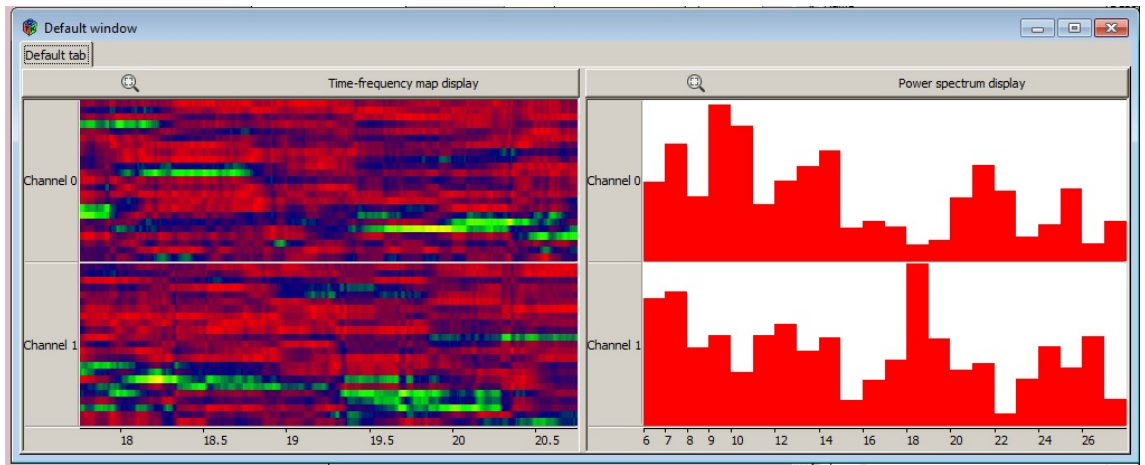 Default window
Default tab
Time-frequency map display
Power spectrum display
Channel 0
Channel 0
Channel 1
Channel 1
18 18.5 19 19.5 20 20.5
6 7 8 9 10 12 14 16 18 20 22 24 26